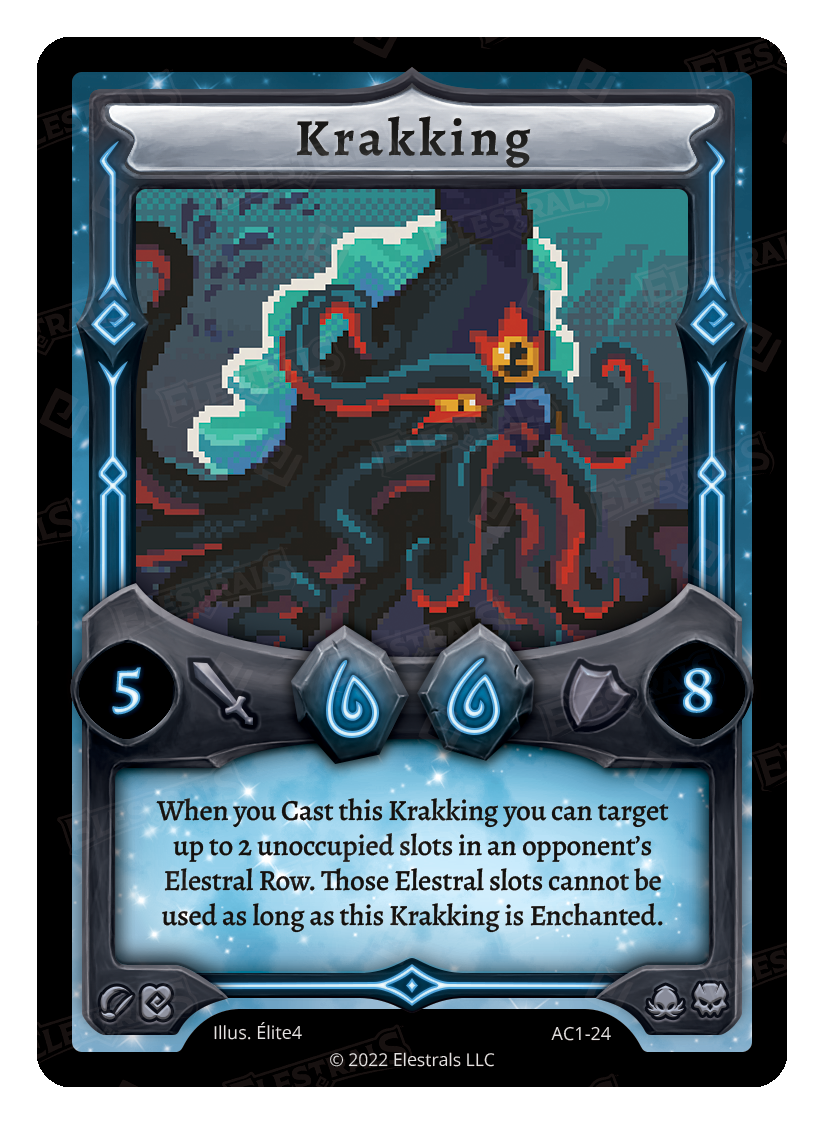 Krakking
5
8
When you Cast this Krakking you can target
up to 2 unoccupied slots in an opponent's
Elestral Row. Those Elestral slots cannot be
used as long as this Krakking is Enchanted.
Illus. Élite4
AC1-24
© 2022 Elestrals LLC
ELESTRALS